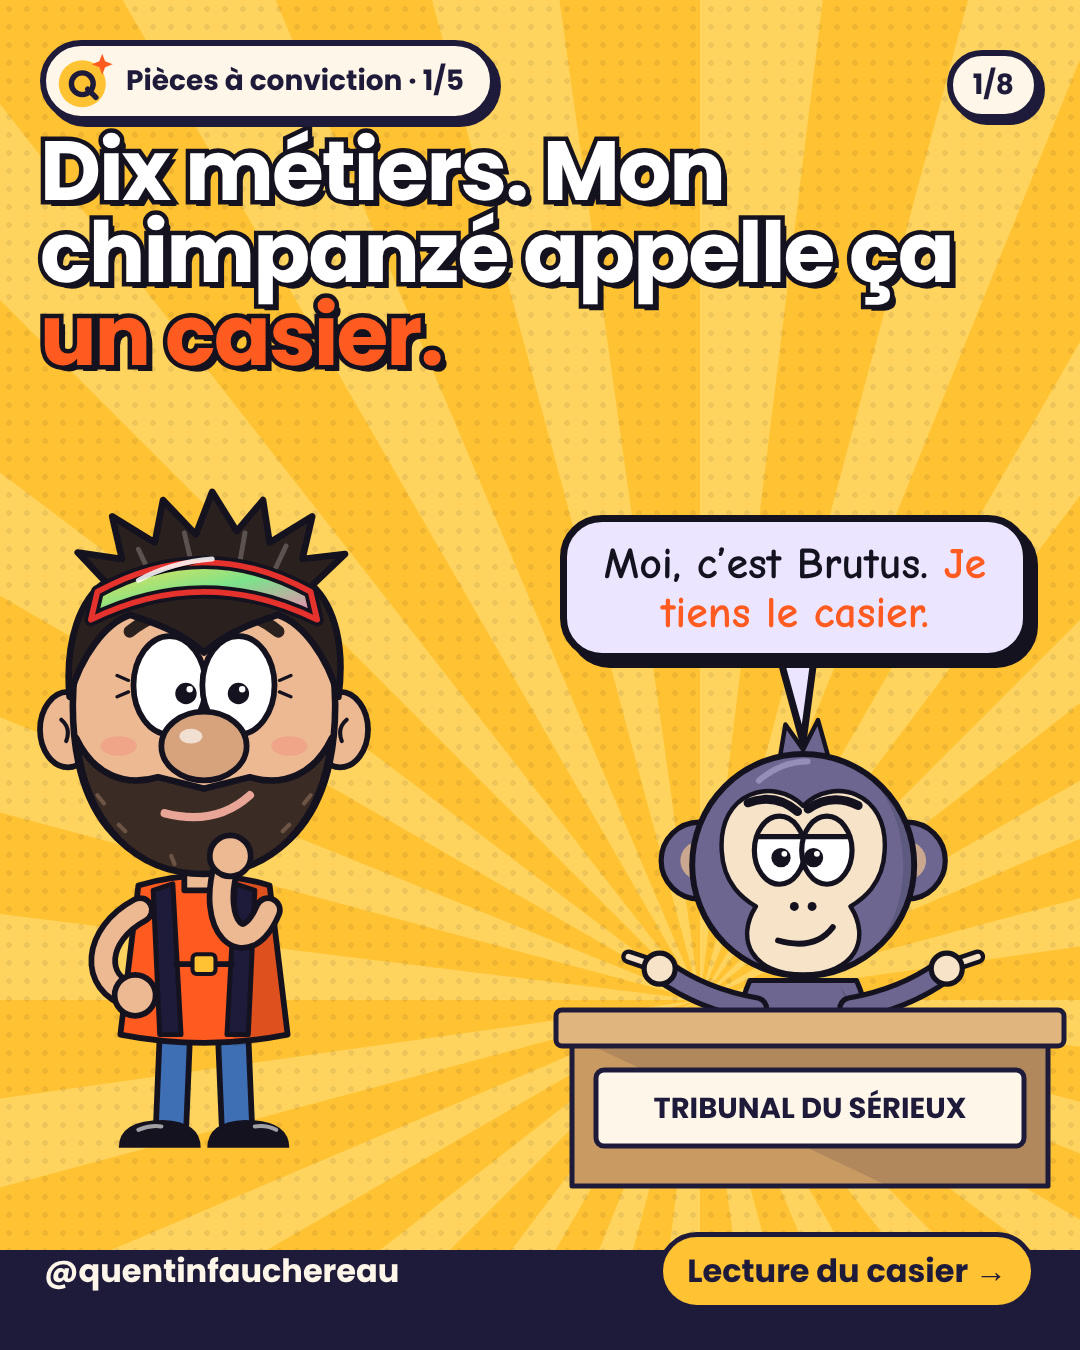 Q Pièces à conviction · 1/5
1/8
Dix métiers. Mon
chimpanzé appelle ça
un casier.
Moi, c’est Brutus. Je
tiens le casier.
TRIBUNAL DU SÉRIEUX
@quentinfauchereau
Lecture du casier →